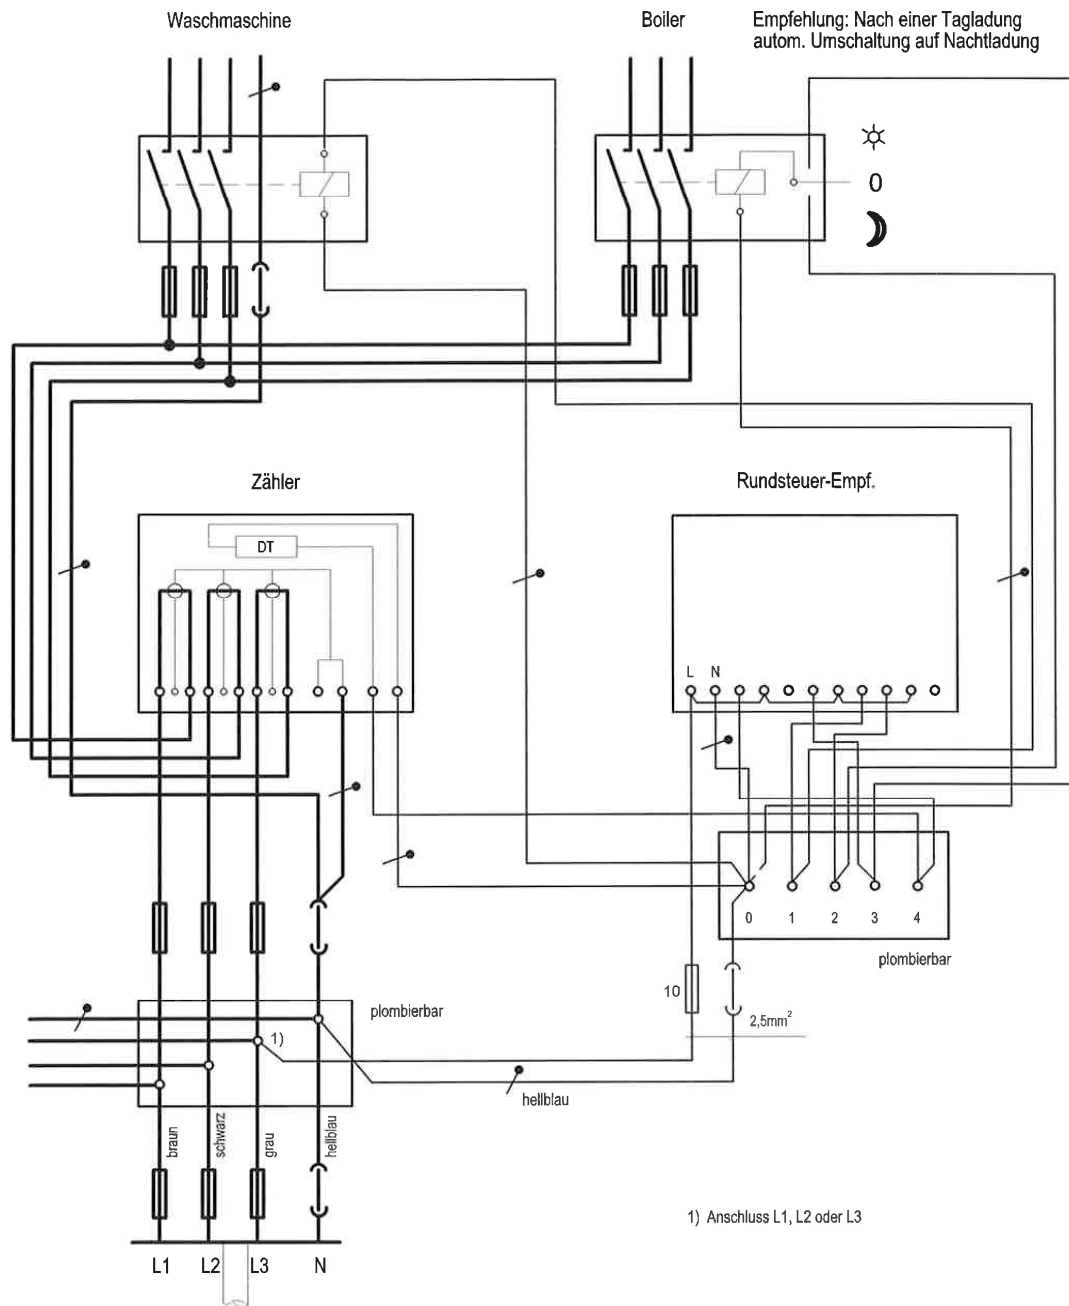 Waschmaschine
Boiler
Empfehlung: Nach einer Tagladung
autom. Umschaltung auf Nachtladung
0
Zähler
Rundsteuer-Empf.
DT
L N
0 1 2 3 4
plombierbar
10
2,5mm²
plombierbar
1)
hellblau
braun
schwarz
grau
hellblau
1) Anschluss L1, L2 oder L3
L1 L2 L3 N